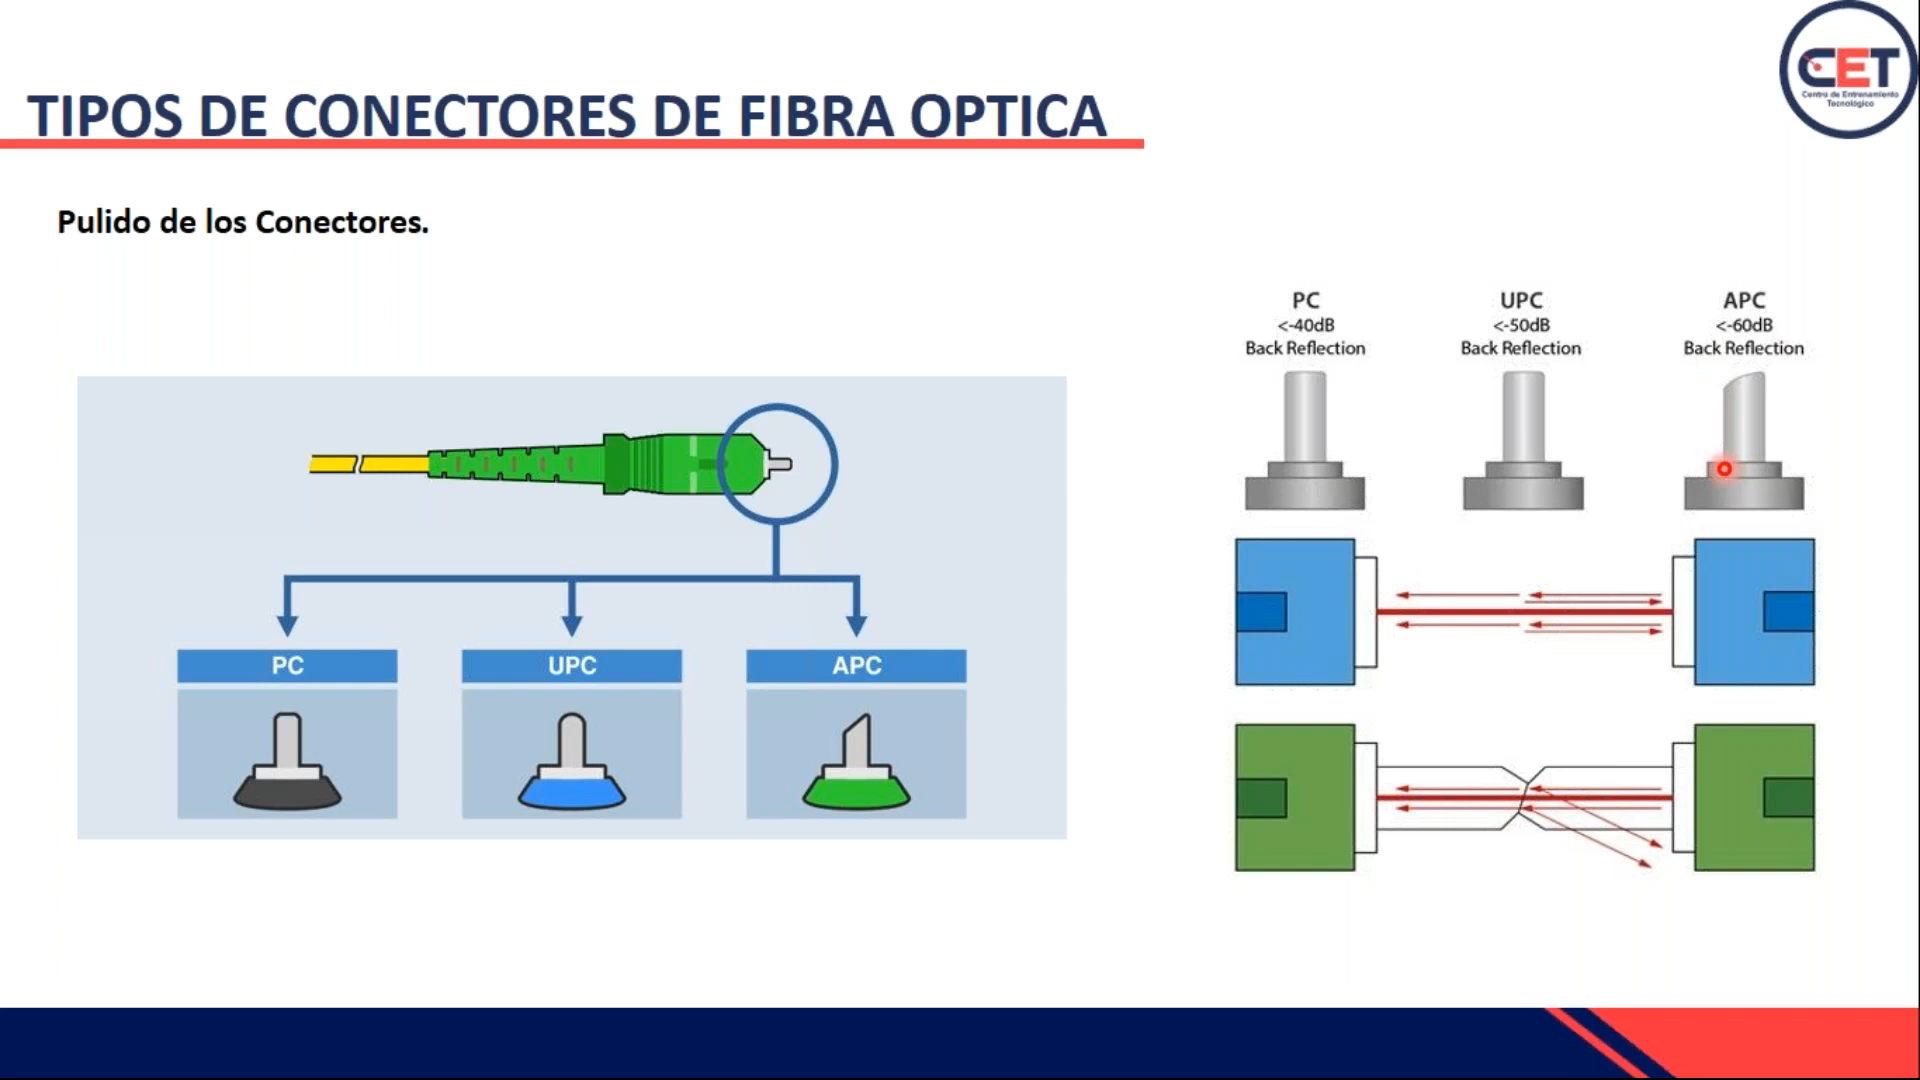 CET
Centro de Entrenamiento
Tecnológico
TIPOS DE CONECTORES DE FIBRA OPTICA
Pulido de los Conectores.
PC
UPC
APC
PC
<-40dB
Back Reflection
UPC
<-50dB
Back Reflection
APC
<-60dB
Back Reflection